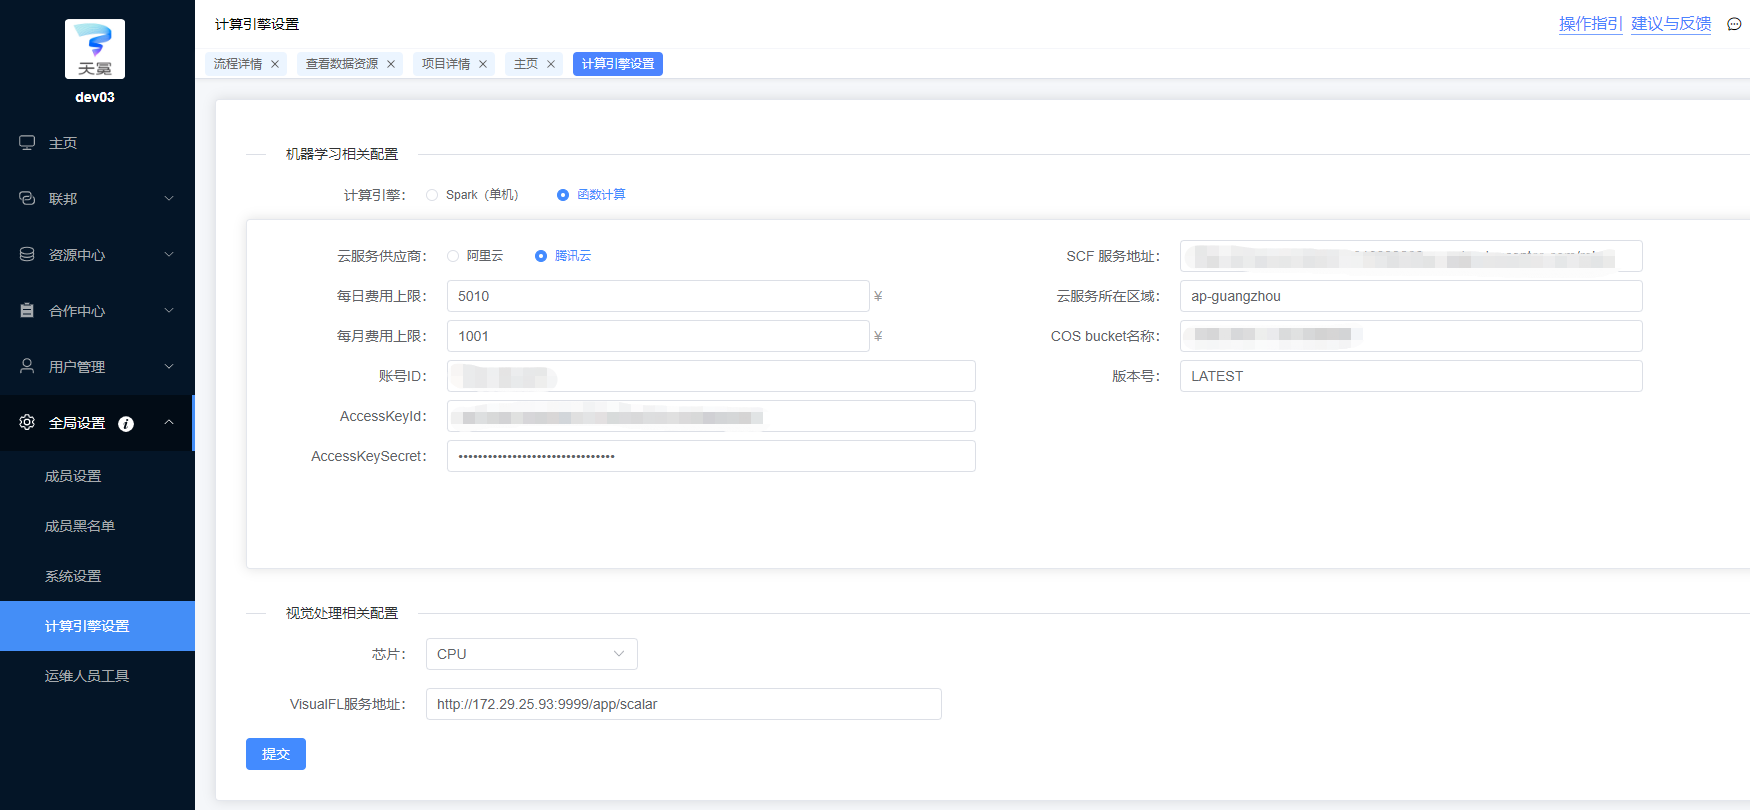 天冕
dev03
主页
联邦
资源中心
合作中心
用户管理
全局设置
成员设置
成员黑名单
系统设置
计算引擎设置
运维人员工具
计算引擎设置
操作指引 建议与反馈
流程详情 查看数据资源 项目详情 主页 计算引擎设置
机器学习相关配置
计算引擎： Spark（单机） 函数计算
云服务供应商： 阿里云 腾讯云
SCF 服务地址：
每日费用上限： 5010 ¥
云服务所在区域： ap-guangzhou
每月费用上限： 1001 ¥
COS bucket名称：
账号ID：
版本号： LATEST
AccessKeyId：
AccessKeySecret： ••••••••••••••••••••••••••••••••
视觉处理相关配置
芯片： CPU
VisualFL服务地址： http://172.29.25.93:9999/app/scalar
提交